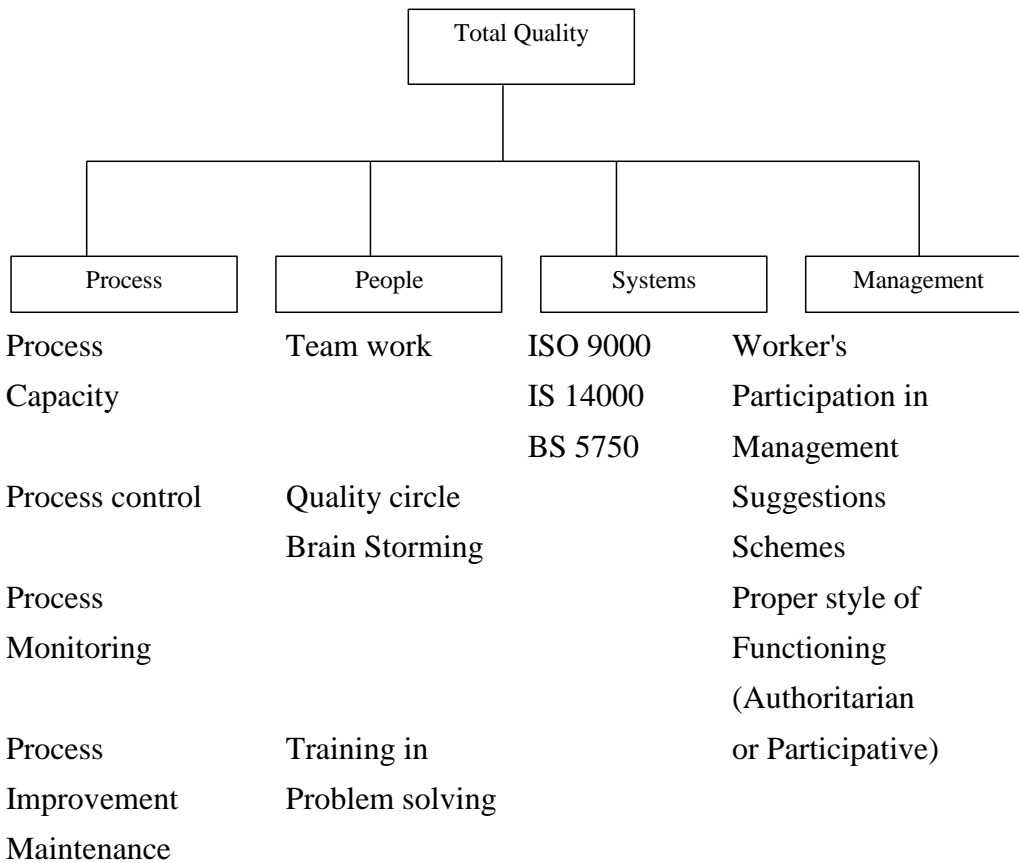 Total Quality
Process
People
Systems
Management
Process
Capacity
Team work
ISO 9000
IS 14000
BS 5750
Worker's
Participation in
Management
Process control
Quality circle
Brain Storming
Suggestions
Schemes
Process
Monitoring
Proper style of
Functioning
(Authoritarian
or Participative)
Process
Improvement
Maintenance
Training in
Problem solving